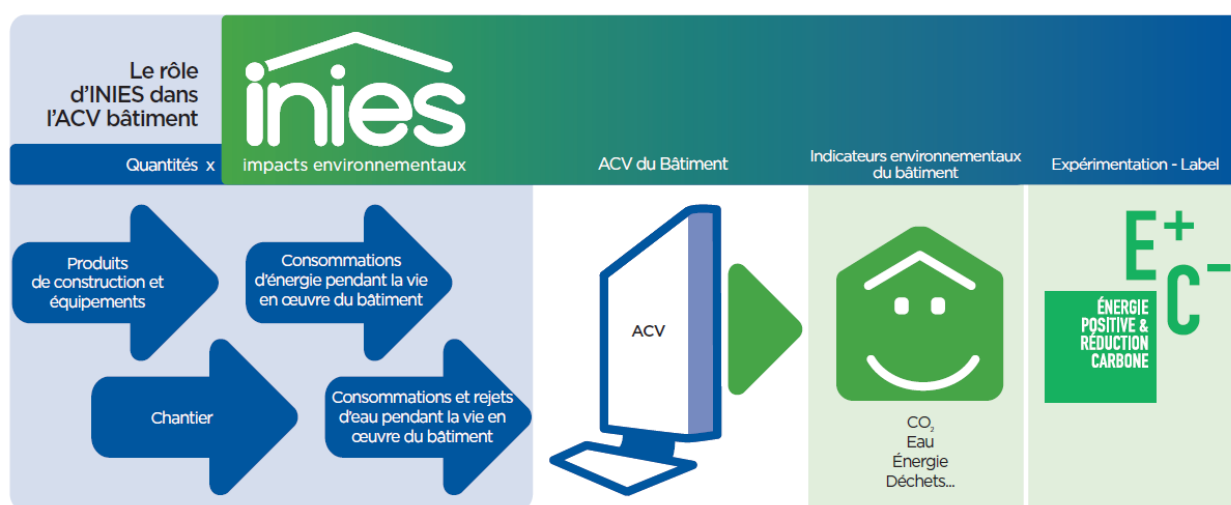 Le rôle
d'INIES dans
l'ACV bâtiment
inies
Quantités x
impacts environnementaux
ACV du Bâtiment
Indicateurs environnementaux
du bâtiment
Expérimentation - Label
Produits
de construction et
équipements
Consommations
d'énergie pendant la vie
en œuvre du bâtiment
Chantier
Consommations et rejets
d'eau pendant la vie en
œuvre du bâtiment
ACV
CO₂
Eau
Énergie
Déchets...
E+
C-
ÉNERGIE
POSITIVE &
RÉDUCTION
CARBONE